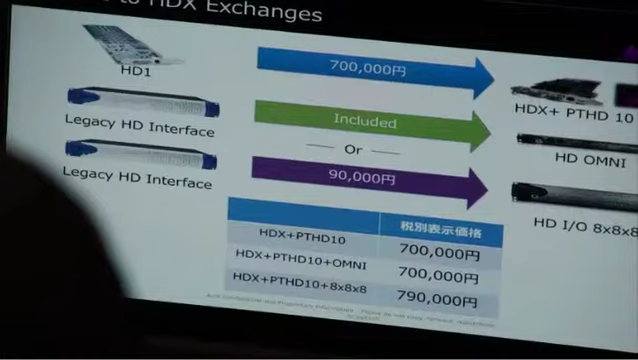 to HDX Exchanges
HD1
700,000円
HDX+ PTHD 10
Legacy HD Interface
Included
HD OMNI
Or
Legacy HD Interface
90,000円
HD I/O 8x8x8
税別表示価格
HDX+PTHD10
700,000円
HDX+PTHD10+OMNI
700,000円
HDX+PTHD10+8x8x8
790,000円